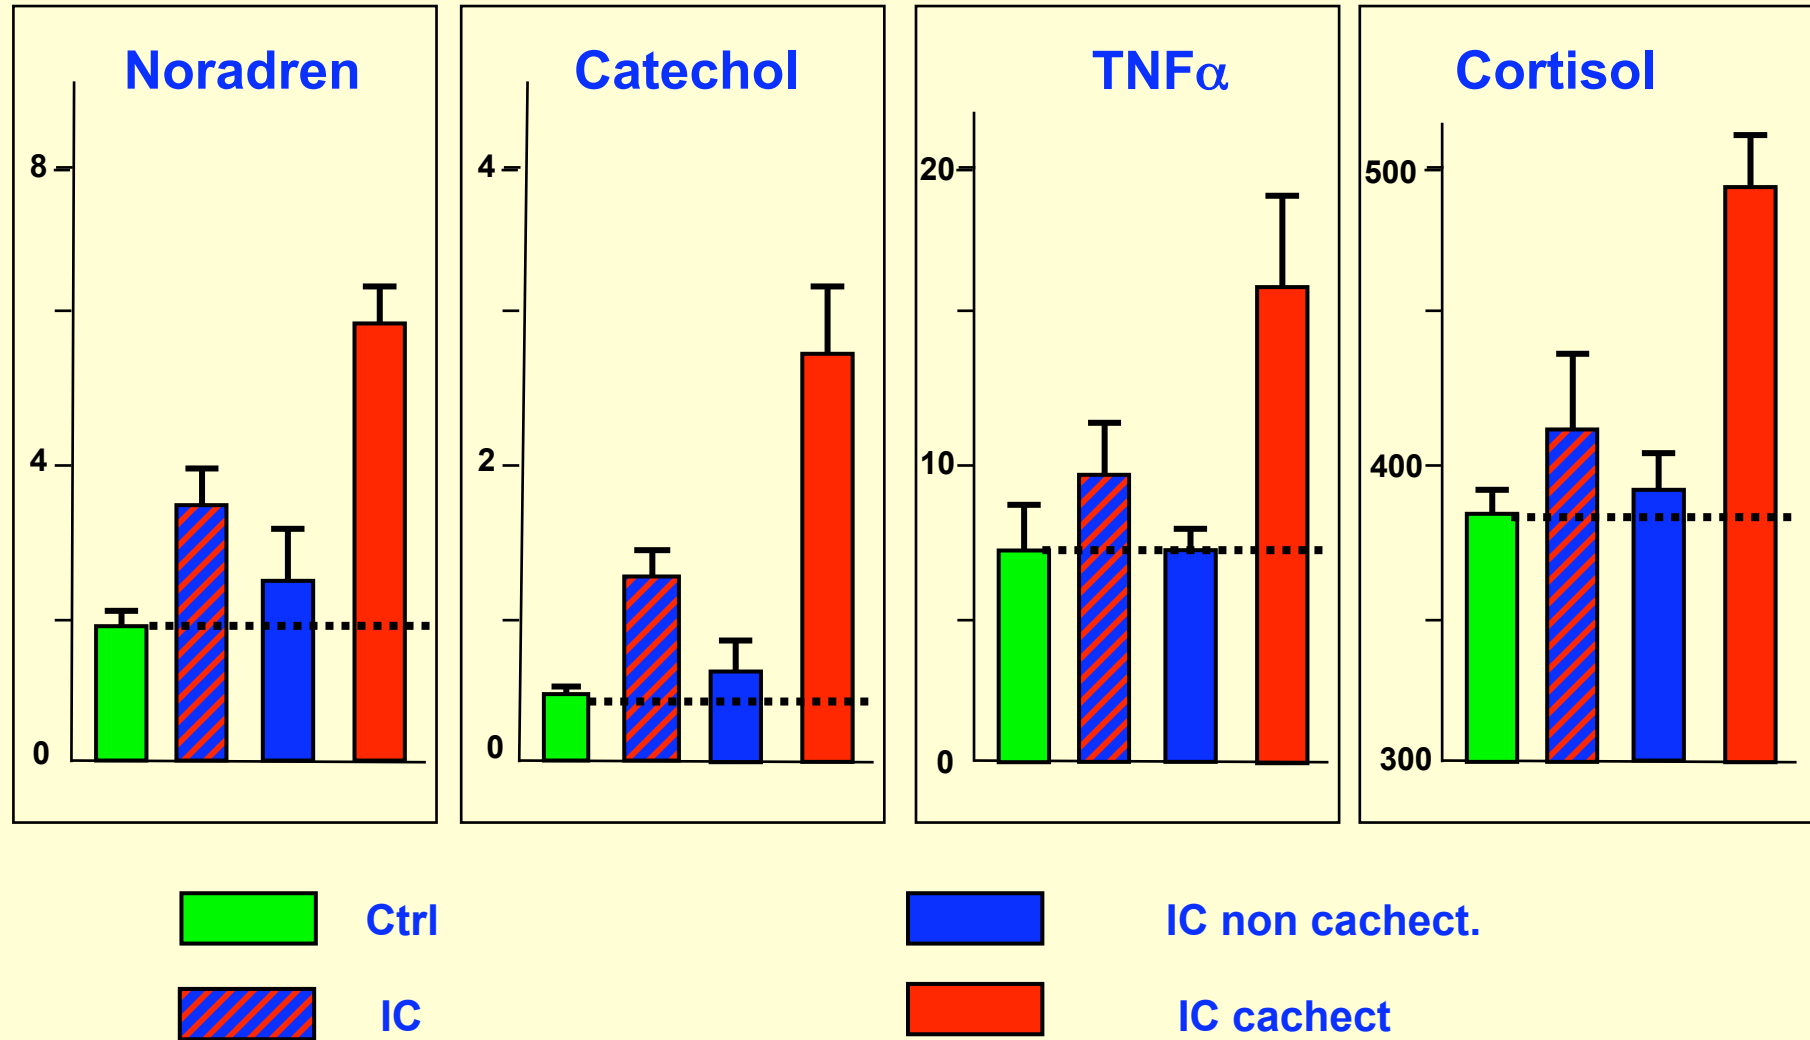 Noradren
8
4
0
Catechol
4
2
0
TNFα
20
10
0
Cortisol
500
400
300
Ctrl
IC non cachect.
IC
IC cachect